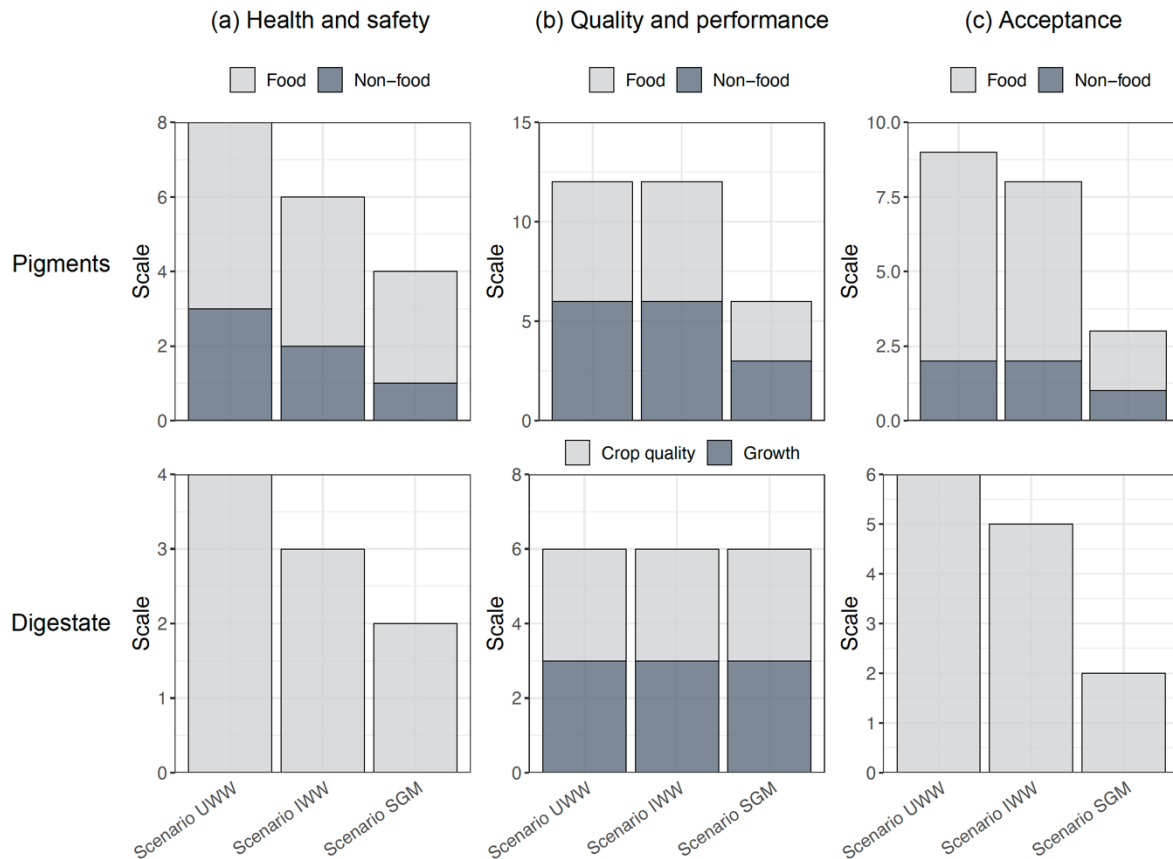 (a) Health and safety
(b) Quality and performance
(c) Acceptance
Food Non−food
Food Non−food
Food Non−food
Pigments
Scale
8
6
4
2
0
Scale
15
10
5
0
Scale
10.0
7.5
5.0
2.5
0.0
Crop quality Growth
Digestate
Scale
4
3
2
1
0
Scale
8
6
4
2
0
Scale
6
5
4
3
2
1
0
Scenario UWW
Scenario IWW
Scenario SGM
Scenario UWW
Scenario IWW
Scenario SGM
Scenario UWW
Scenario IWW
Scenario SGM